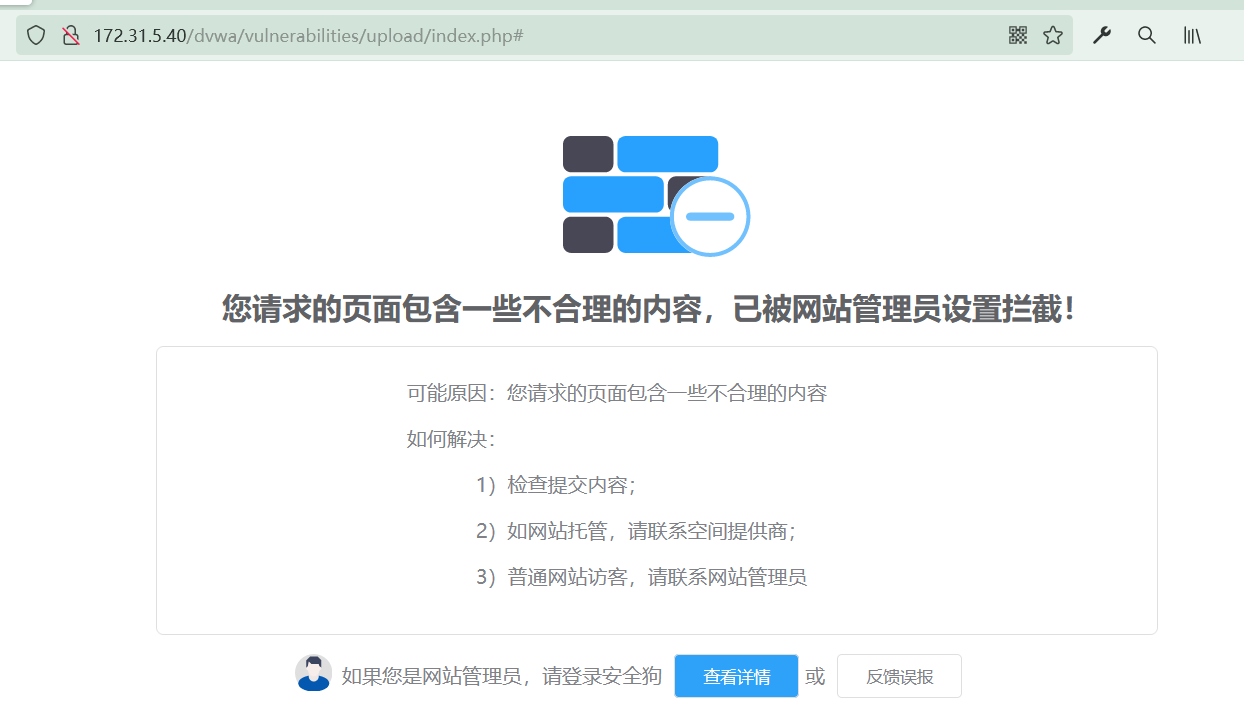 172.31.5.40/dvwa/vulnerabilities/upload/index.php#
您请求的页面包含一些不合理的内容，已被网站管理员设置拦截！
可能原因：您请求的页面包含一些不合理的内容
如何解决：
1）检查提交内容；
2）如网站托管，请联系空间提供商；
3）普通网站访客，请联系网站管理员
如果您是网站管理员，请登录安全狗 查看详情 或 反馈误报